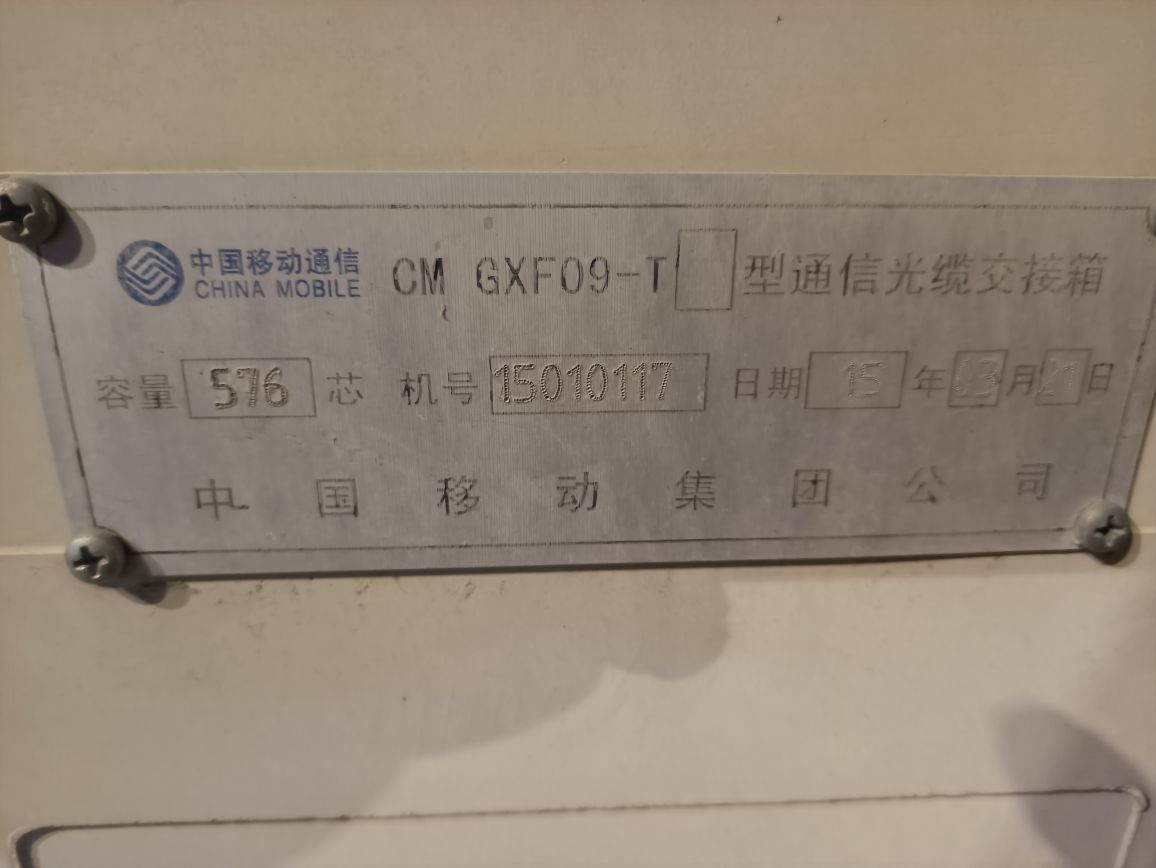 中国移动通信 CM GXF09-T 型通信光缆交接箱
CHINA MOBILE
容量 576 芯 机号 15010117 日期 15 年 03 月 21 日
中国移动集团公司